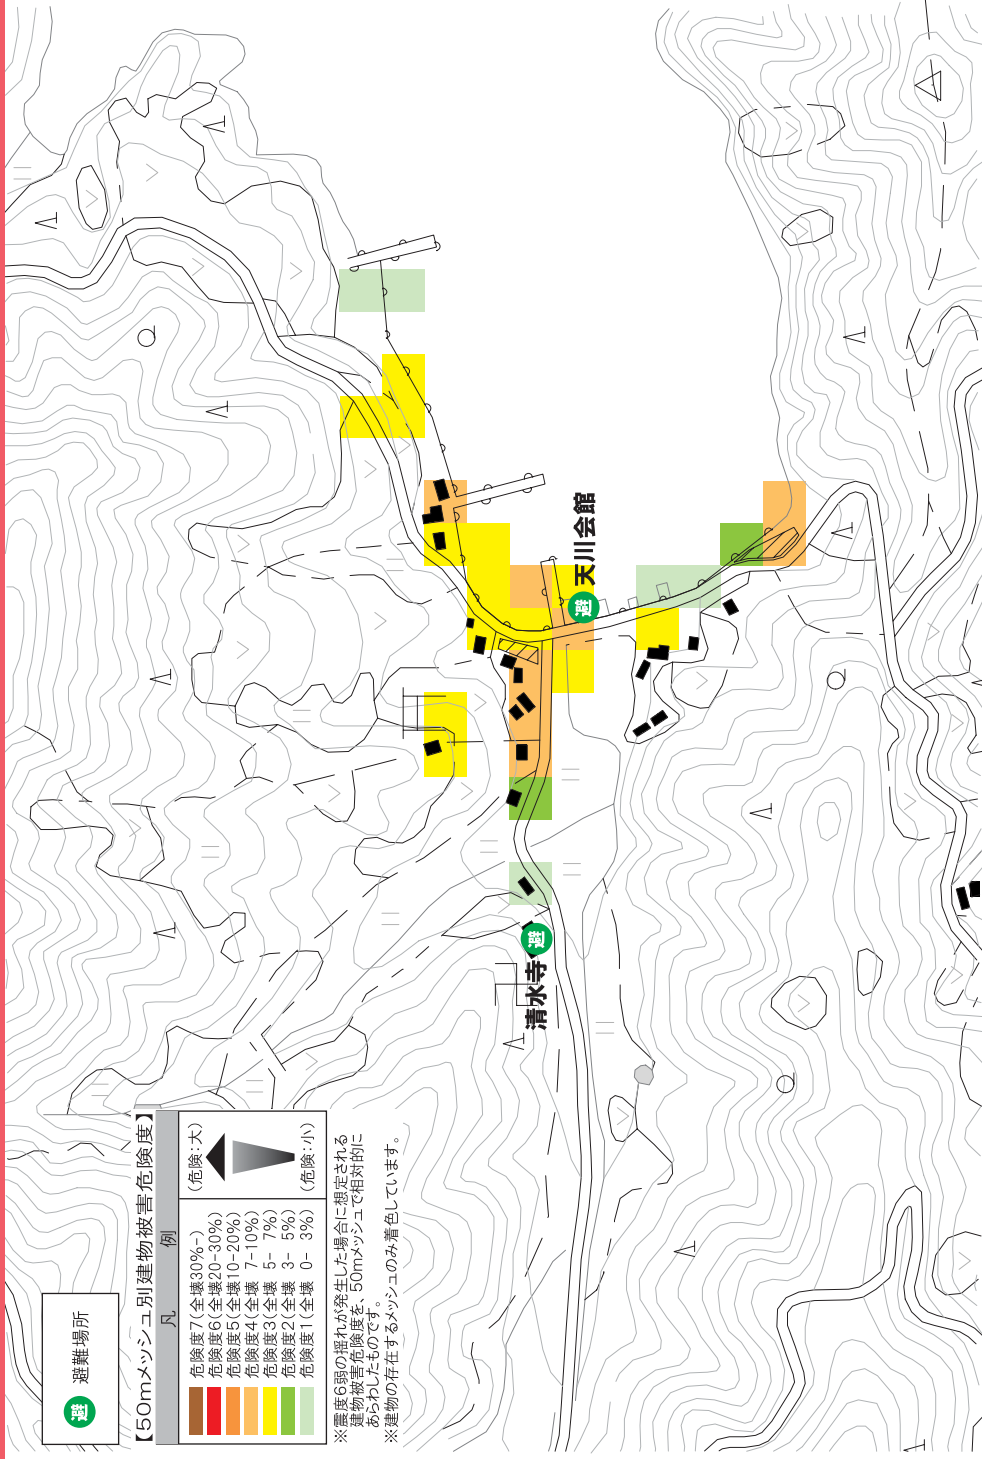 避 避難場所
【50mメッシュ別建物被害危険度】
凡 例
危険度7(全壊30%-)
危険度6(全壊20-30%)
危険度5(全壊10-20%)
危険度4(全壊 7-10%)
危険度3(全壊 5- 7%)
危険度2(全壊 3- 5%)
危険度1(全壊 0- 3%)
(危険:大)
(危険:小)
※震度6弱の揺れが発生した場合に想定される
建物被害危険度を、50mメッシュで相対的に
あらわしたものです。
※建物の存在するメッシュのみ着色しています。
清水寺 避
避 天川会館